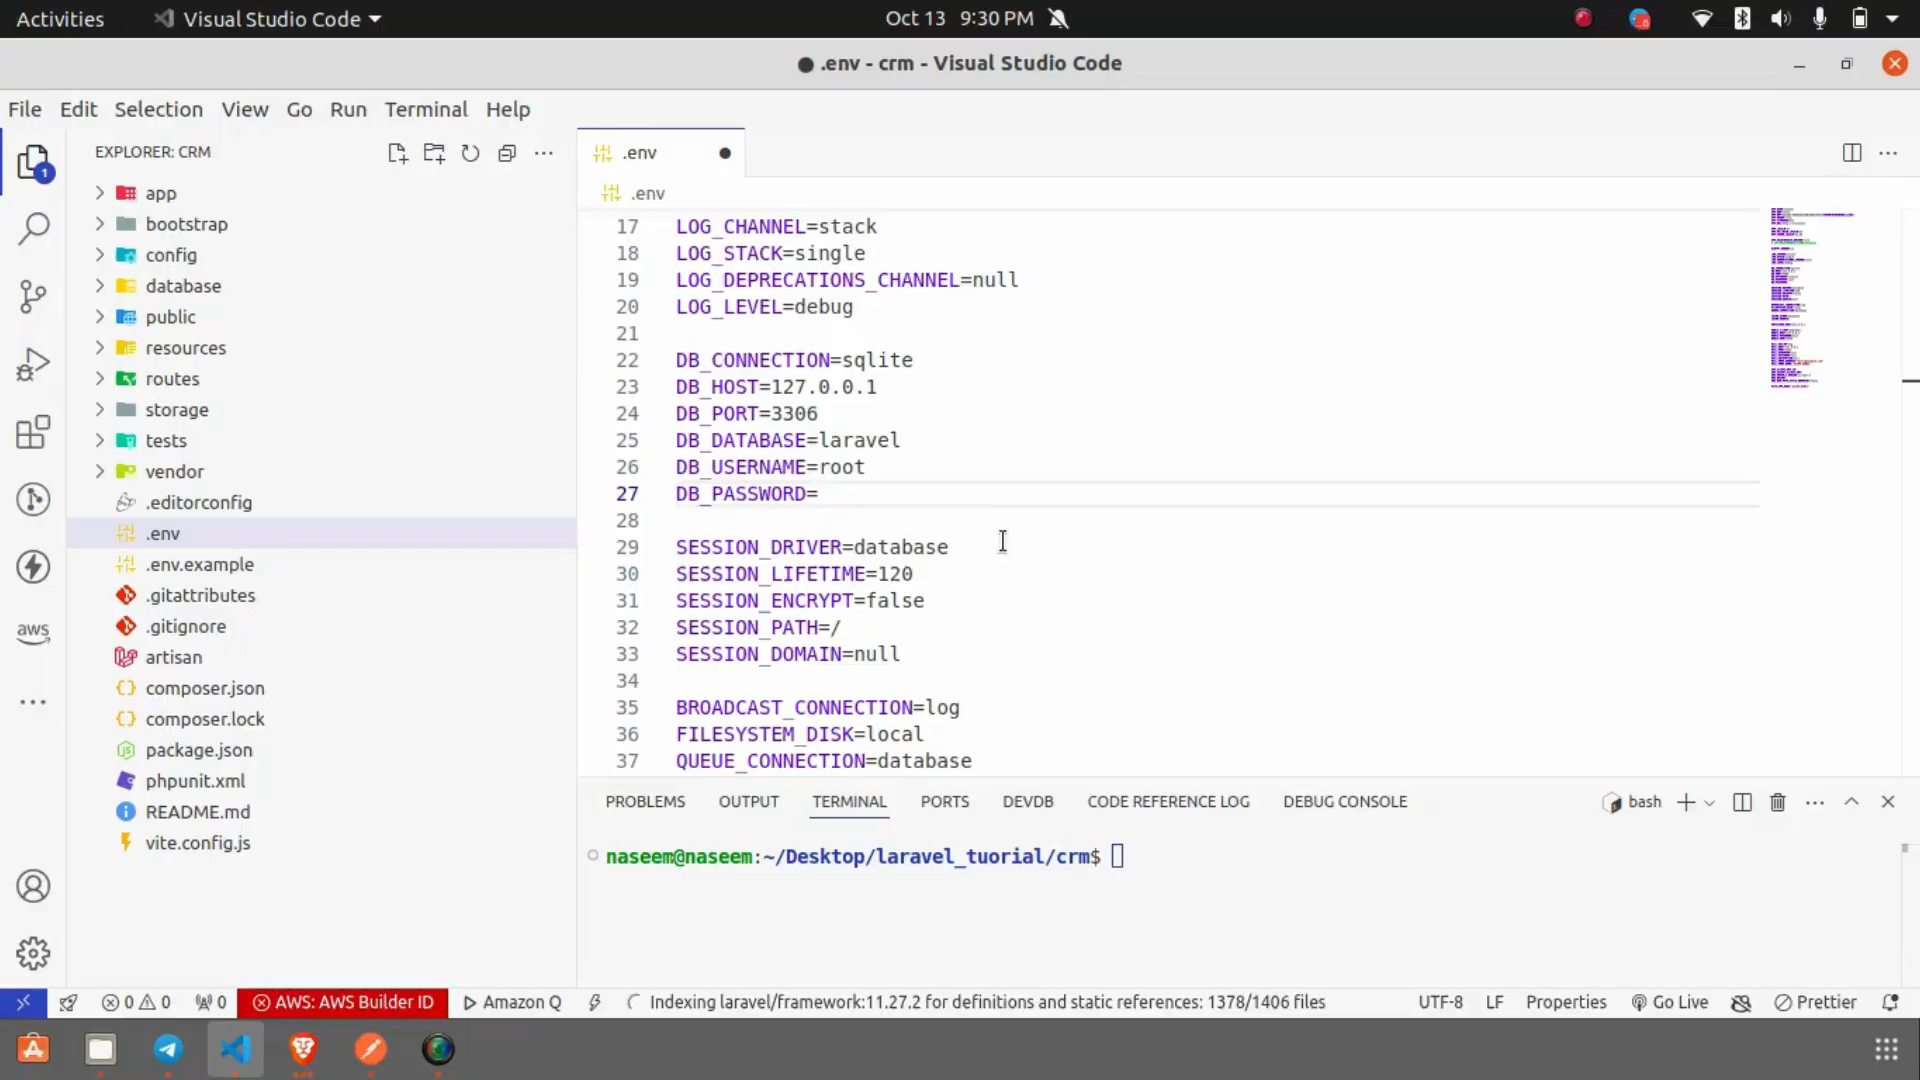 Activities Visual Studio Code Oct 13 9:30 PM
.env - crm - Visual Studio Code
File Edit Selection View Go Run Terminal Help
EXPLORER: CRM
1
app
bootstrap
config
database
public
resources
routes
storage
tests
vendor
.editorconfig
.env
.env.example
.gitattributes
.gitignore
artisan
composer.json
composer.lock
package.json
phpunit.xml
README.md
vite.config.js
aws
.env
.env
17 LOG_CHANNEL=stack
18 LOG_STACK=single
19 LOG_DEPRECATIONS_CHANNEL=null
20 LOG_LEVEL=debug
21
22 DB_CONNECTION=sqlite
23 DB_HOST=127.0.0.1
24 DB_PORT=3306
25 DB_DATABASE=laravel
26 DB_USERNAME=root
27 DB_PASSWORD=
28
29 SESSION_DRIVER=database
30 SESSION_LIFETIME=120
31 SESSION_ENCRYPT=false
32 SESSION_PATH=/
33 SESSION_DOMAIN=null
34
35 BROADCAST_CONNECTION=log
36 FILESYSTEM_DISK=local
37 QUEUE_CONNECTION=database
PROBLEMS OUTPUT TERMINAL PORTS DEVDB CODE REFERENCE LOG DEBUG CONSOLE bash
naseem@naseem:~/Desktop/laravel_tuorial/crm$
0 0 0 AWS: AWS Builder ID Amazon Q Indexing laravel/framework:11.27.2 for definitions and static references: 1378/1406 files UTF-8 LF Properties Go Live Prettier